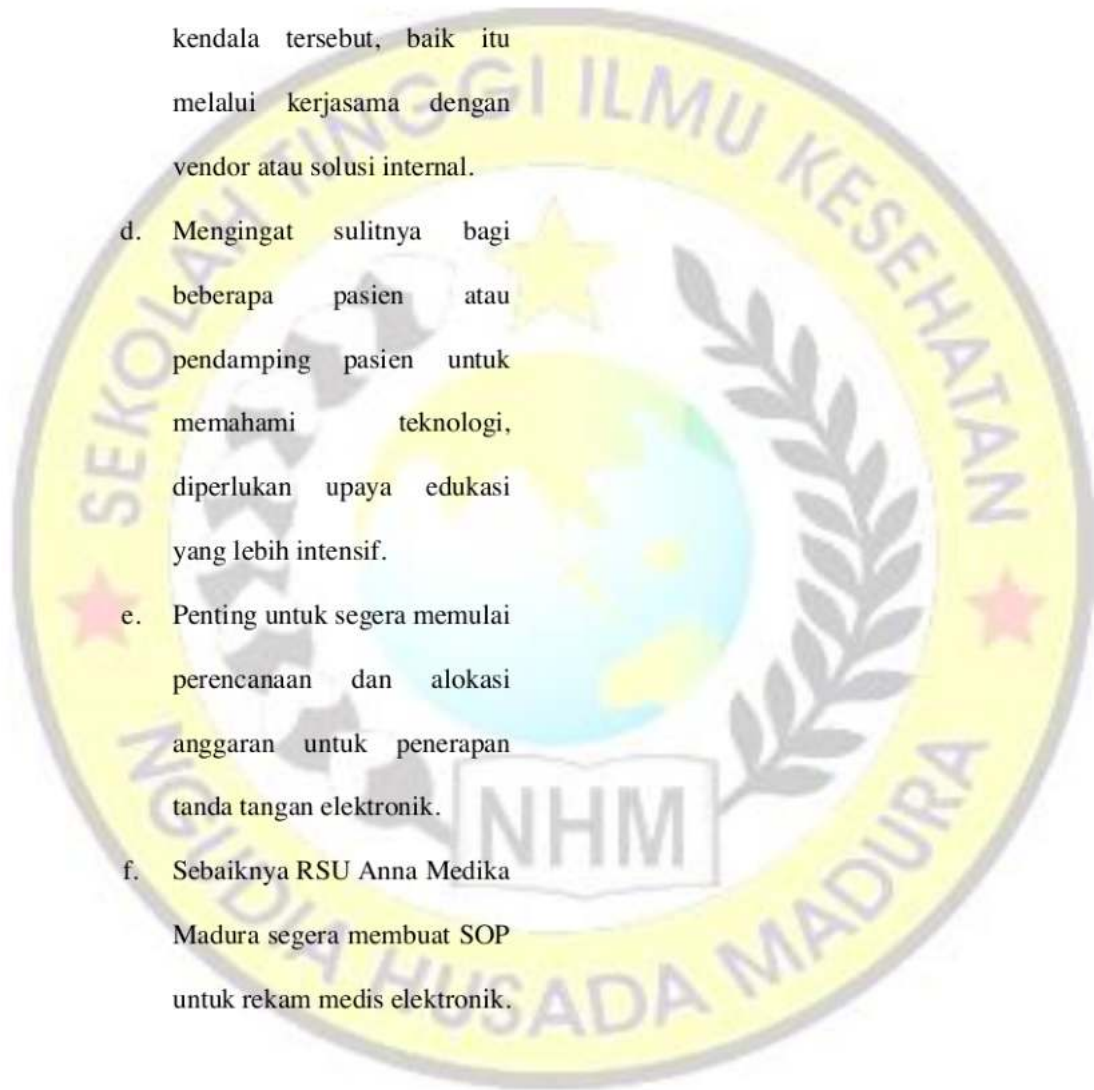 kendala tersebut, baik itu
melalui kerjasama dengan
vendor atau solusi internal.
d. Mengingat sulitnya bagi
beberapa pasien atau
pendamping pasien untuk
memahami teknologi,
diperlukan upaya edukasi
yang lebih intensif.
e. Penting untuk segera memulai
perencanaan dan alokasi
anggaran untuk penerapan
tanda tangan elektronik.
f. Sebaiknya RSU Anna Medika
Madura segera membuat SOP
untuk rekam medis elektronik.
SEKOLAH TINGGI ILMU KESEHATAN
NHM
NGUDIA HUSADA MADURA